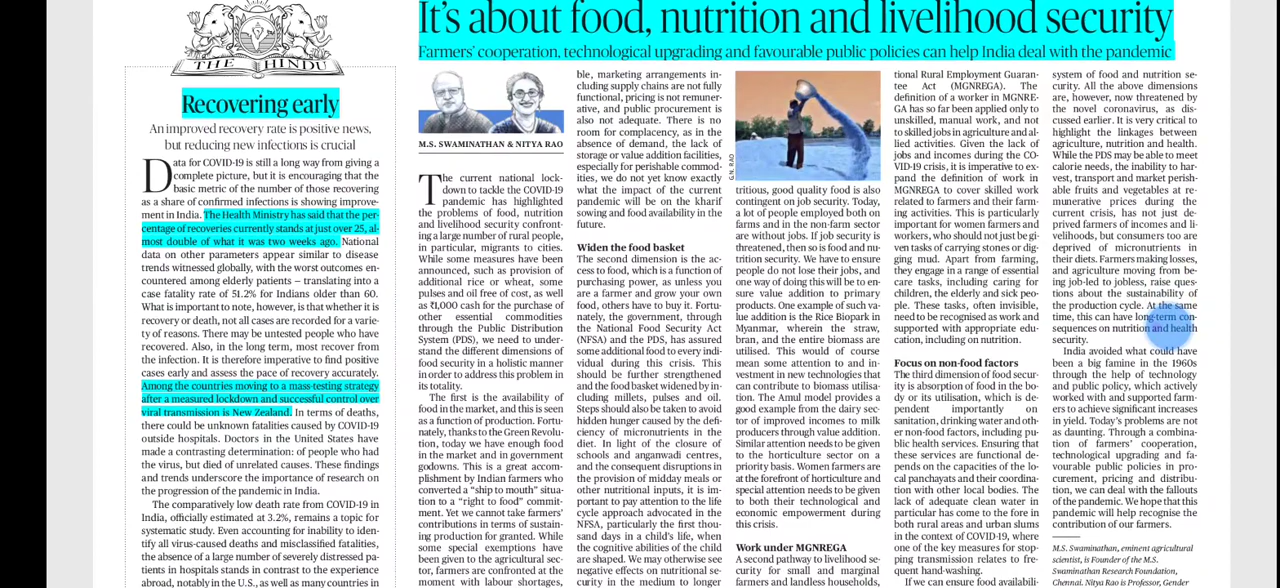 THE HINDU
Recovering early
An improved recovery rate is positive news,
but reducing new infections is crucial
Data for COVID-19 is still a long way from giving a
complete picture, but it is encouraging that the
basic metric of the number of those recovering
as a share of confirmed infections is showing improve-
ment in India. The Health Ministry has said that the per-
centage of recoveries currently stands at just over 25, al-
most double of what it was two weeks ago. National
data on other parameters appear similar to disease
trends witnessed globally, with the worst outcomes en-
countered among elderly patients – translating into a
case fatality rate of 51.2% for Indians older than 60.
What is important to note, however, is that whether it is
recovery or death, not all cases are recorded for a varie-
ty of reasons. There may be untested people who have
recovered. Also, in the long term, most recover from
the infection. It is therefore imperative to find positive
cases early and assess the pace of recovery accurately.
Among the countries moving to a mass-testing strategy
after a measured lockdown and successful control over
viral transmission is New Zealand. In terms of deaths,
there could be unknown fatalities caused by COVID-19
outside hospitals. Doctors in the United States have
made a contrasting determination: of people who had
the virus, but died of unrelated causes. These findings
and trends underscore the importance of research on
the progression of the pandemic in India.
The comparatively low death rate from COVID-19 in
India, officially estimated at 3.2%, remains a topic for
systematic study. Even accounting for inability to iden-
tify all virus-caused deaths and misclassified fatalities,
the absence of a large number of severely distressed pa-
tients in hospitals stands in contrast to the experience
abroad, notably in the U.S., as well as many countries in
It's about food, nutrition and livelihood security
Farmers' cooperation, technological upgrading and favourable public policies can help India deal with the pandemic
M.S. SWAMINATHAN & NITYA RAO
The current national lock-
down to tackle the COVID-19
pandemic has highlighted
the problems of food, nutrition
and livelihood security confront-
ing a large number of rural people,
in particular, migrants to cities.
While some measures have been
announced, such as provision of
additional rice or wheat, some
pulses and oil free of cost, as well
as ₹1,000 cash for the purchase of
other essential commodities
through the Public Distribution
System (PDS), we need to under-
stand the different dimensions of
food security in a holistic manner
in order to address this problem in
its totality.
The first is the availability of
food in the market, and this is seen
as a function of production. Fortu-
nately, thanks to the Green Revolu-
tion, today we have enough food
in the market and in government
godowns. This is a great accom-
plishment by Indian farmers who
converted a "ship to mouth" situa-
tion to a "right to food" commit-
ment. Yet we cannot take farmers'
contributions in terms of sustain-
ing production for granted. While
some special exemptions have
been given to the agricultural sec-
tor, farmers are confronted at the
moment with labour shortages,
ble, marketing arrangements in-
cluding supply chains are not fully
functional, pricing is not remuner-
ative, and public procurement is
also not adequate. There is no
room for complacency, as in the
absence of demand, the lack of
storage or value addition facilities,
especially for perishable commod-
ities, we do not yet know exactly
what the impact of the current
pandemic will be on the kharif
sowing and food availability in the
future.
Widen the food basket
The second dimension is the ac-
cess to food, which is a function of
purchasing power, as unless you
are a farmer and grow your own
food, others have to buy it. Fortu-
nately, the government, through
the National Food Security Act
(NFSA) and the PDS, has assured
some additional food to every indi-
vidual during this crisis. This
should be further strengthened
and the food basket widened by in-
cluding millets, pulses and oil.
Steps should also be taken to avoid
hidden hunger caused by the defi-
ciency of micronutrients in the
diet. In light of the closure of
schools and anganwadi centres,
and the consequent disruptions in
the provision of midday meals or
other nutritional inputs, it is im-
portant to pay attention to the life
cycle approach advocated in the
NFSA, particularly the first thou-
sand days in a child's life, when
the cognitive abilities of the child
are shaped. We may otherwise see
negative effects on nutritional se-
curity in the medium to longer
G.N. RAO
tritious, good quality food is also
contingent on job security. Today,
a lot of people employed both on
farms and in the non-farm sector
are without jobs. If job security is
threatened, then so is food and nu-
trition security. We have to ensure
people do not lose their jobs, and
one way of doing this will be to en-
sure value addition to primary
products. One example of such va-
lue addition is the Rice Biopark in
Myanmar, wherein the straw,
bran, and the entire biomass are
utilised. This would of course
mean some attention to and in-
vestment in new technologies that
can contribute to biomass utilisa-
tion. The Amul model provides a
good example from the dairy sec-
tor of improved incomes to milk
producers through value addition.
Similar attention needs to be given
to the horticulture sector on a
priority basis. Women farmers are
at the forefront of horticulture and
special attention needs to be given
to both their technological and
economic empowerment during
this crisis.
Work under MGNREGA
A second pathway to livelihood se-
curity for small and marginal
farmers and landless households,
tional Rural Employment Guaran-
tee Act (MGNREGA). The
definition of a worker in MGNRE-
GA has so far been applied only to
unskilled, manual work, and not
to skilled jobs in agriculture and al-
lied activities. Given the lack of
jobs and incomes during the CO-
VID-19 crisis, it is imperative to ex-
pand the definition of work in
MGNREGA to cover skilled work
related to farmers and their farm-
ing activities. This is particularly
important for women farmers and
workers, who should not just be gi-
ven tasks of carrying stones or dig-
ging mud. Apart from farming,
they engage in a range of essential
care tasks, including caring for
children, the elderly and sick peo-
ple. These tasks, often invisible,
need to be recognised as work and
supported with appropriate edu-
cation, including on nutrition.
Focus on non-food factors
The third dimension of food secur-
ity is absorption of food in the bo-
dy or its utilisation, which is de-
pendent importantly on
sanitation, drinking water and oth-
er non-food factors, including pu-
blic health services. Ensuring that
these services are functional de-
pends on the capacities of the lo-
cal panchayats and their coordina-
tion with other local bodies. The
lack of adequate clean water in
particular has come to the fore in
both rural areas and urban slums
in the context of COVID-19, where
one of the key measures for stop-
ping transmission relates to fre-
quent hand-washing.
If we can ensure food availabili-
system of food and nutrition se-
curity. All the above dimensions
are, however, now threatened by
the novel coronavirus, as dis-
cussed earlier. It is very critical to
highlight the linkages between
agriculture, nutrition and health.
While the PDS may be able to meet
calorie needs, the inability to har-
vest, transport and market perish-
able fruits and vegetables at re-
munerative prices during the
current crisis, has not just de-
prived farmers of incomes and li-
velihoods, but consumers too are
deprived of micronutrients in
their diets. Farmers making losses,
and agriculture moving from be-
ing job-led to jobless, raise ques-
tions about the sustainability of
the production cycle. At the same
time, this can have long-term con-
sequences on nutrition and health
security.
India avoided what could have
been a big famine in the 1960s
through the help of technology
and public policy, which actively
worked with and supported farm-
ers to achieve significant increases
in yield. Today's problems are not
as daunting. Through a combina-
tion of farmers' cooperation,
technological upgrading and fa-
vourable public policies in pro-
curement, pricing and distribu-
tion, we can deal with the fallouts
of the pandemic. We hope that this
pandemic will help recognise the
contribution of our farmers.
M.S. Swaminathan, eminent agricultural
scientist, is Founder of the M.S.
Swaminathan Research Foundation,
Chennai. Nitya Rao is Professor, Gender